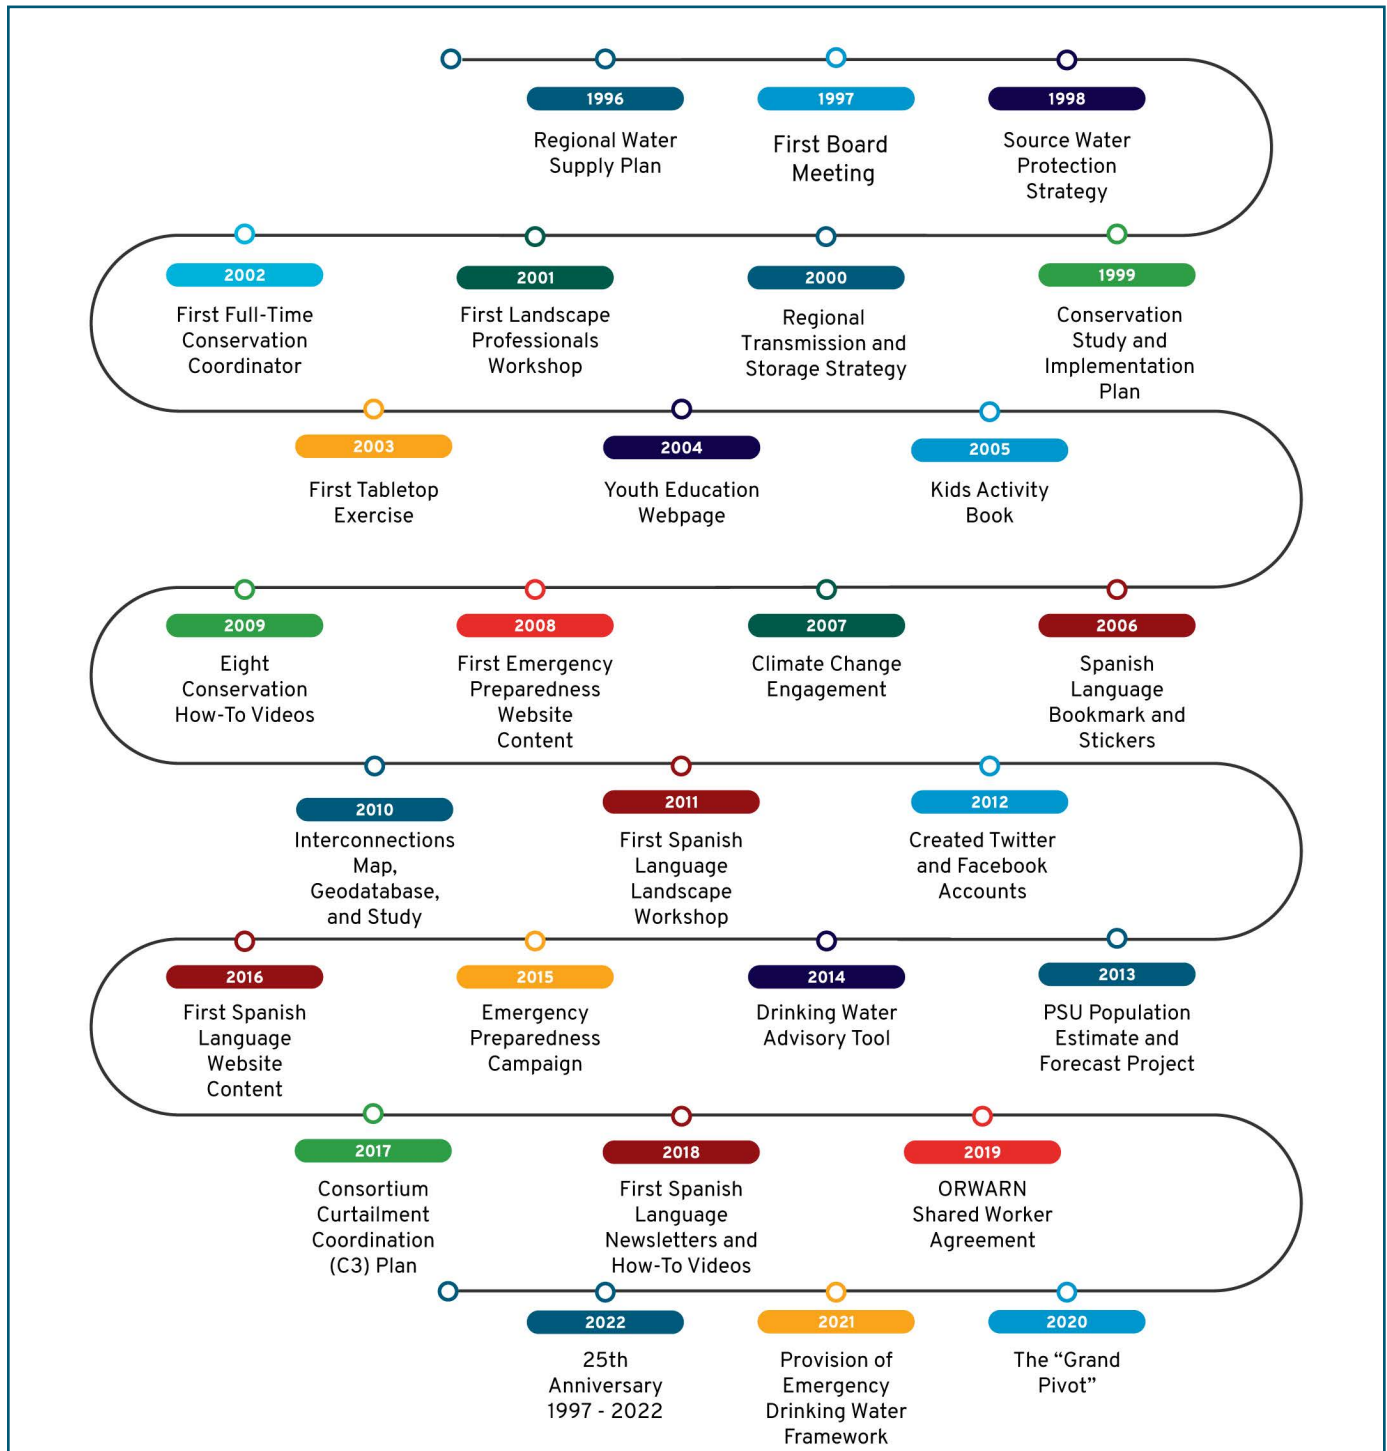 1996
Regional Water
Supply Plan
1997
First Board
Meeting
1998
Source Water
Protection
Strategy
2002
First Full-Time
Conservation
Coordinator
2001
First Landscape
Professionals
Workshop
2000
Regional
Transmission and
Storage Strategy
1999
Conservation
Study and
Implementation
Plan
2003
First Tabletop
Exercise
2004
Youth Education
Webpage
2005
Kids Activity
Book
2009
Eight
Conservation
How-To Videos
2008
First Emergency
Preparedness
Website
Content
2007
Climate Change
Engagement
2006
Spanish
Language
Bookmark and
Stickers
2010
Interconnections
Map,
Geodatabase,
and Study
2011
First Spanish
Language
Landscape
Workshop
2012
Created Twitter
and Facebook
Accounts
2016
First Spanish
Language
Website
Content
2015
Emergency
Preparedness
Campaign
2014
Drinking Water
Advisory Tool
2013
PSU Population
Estimate and
Forecast Project
2017
Consortium
Curtailment
Coordination
(C3) Plan
2018
First Spanish
Language
Newsletters and
How-To Videos
2019
ORWARN
Shared Worker
Agreement
2022
25th
Anniversary
1997 - 2022
2021
Provision of
Emergency
Drinking Water
Framework
2020
The “Grand
Pivot”